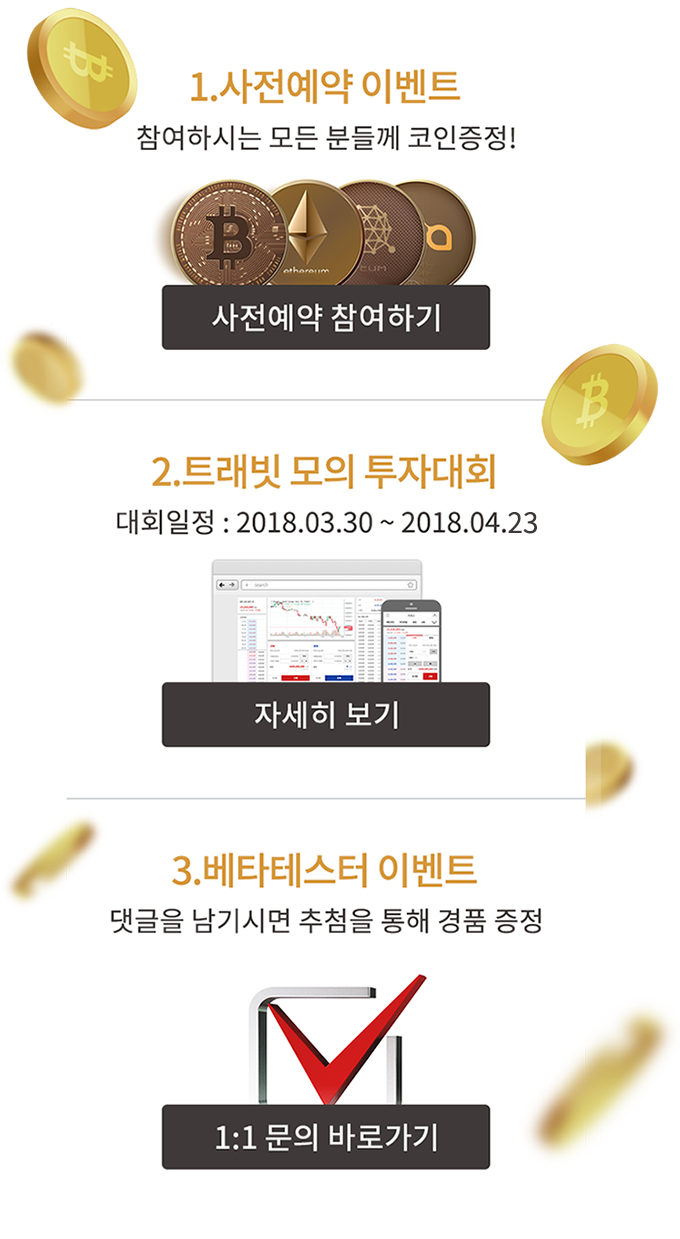 1.사전예약 이벤트
참여하시는 모든 분들께 코인증정!
ethereum
사전예약 참여하기
2.트래빗 모의 투자대회
대회일정 : 2018.03.30 ~ 2018.04.23
search
자세히 보기
3.베타테스터 이벤트
댓글을 남기시면 추첨을 통해 경품 증정
1:1 문의 바로가기